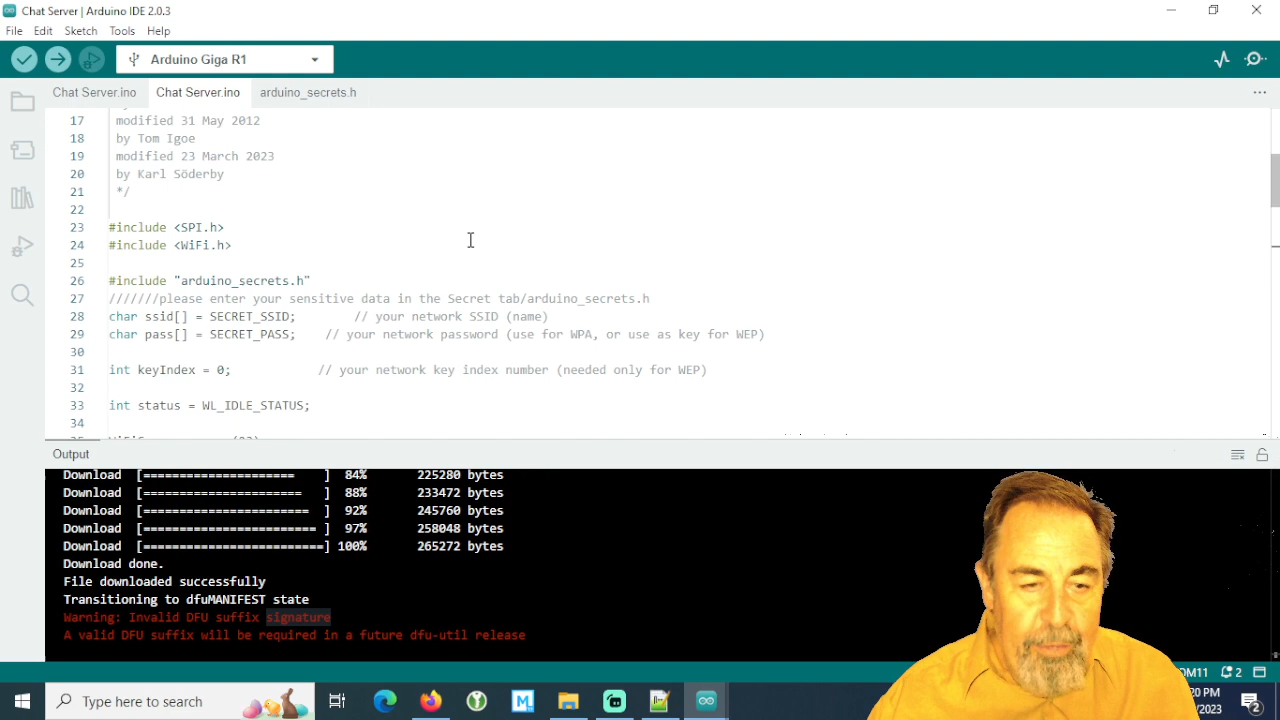 Chat Server | Arduino IDE 2.0.3
File Edit Sketch Tools Help
Arduino Giga R1
Chat Server.ino Chat Server.ino arduino_secrets.h
17 modified 31 May 2012
18 by Tom Igoe
19 modified 23 March 2023
20 by Karl Söderby
21 */
22
23 #include <SPI.h>
24 #include <WiFi.h>
25
26 #include "arduino_secrets.h"
27 ///////please enter your sensitive data in the Secret tab/arduino_secrets.h
28 char ssid[] = SECRET_SSID; // your network SSID (name)
29 char pass[] = SECRET_PASS; // your network password (use for WPA, or use as key for WEP)
30
31 int keyIndex = 0; // your network key index number (needed only for WEP)
32
33 int status = WL_IDLE_STATUS;
34
Output
Download [===================== ] 84% 225280 bytes
Download [====================== ] 88% 233472 bytes
Download [======================= ] 92% 245760 bytes
Download [======================== ] 97% 258048 bytes
Download [=========================] 100% 265272 bytes
Download done.
File downloaded successfully
Transitioning to dfuMANIFEST state
Warning: Invalid DFU suffix signature
A valid DFU suffix will be required in a future dfu-util release
OM11 2
Type here to search
:20 PM
/2023
2